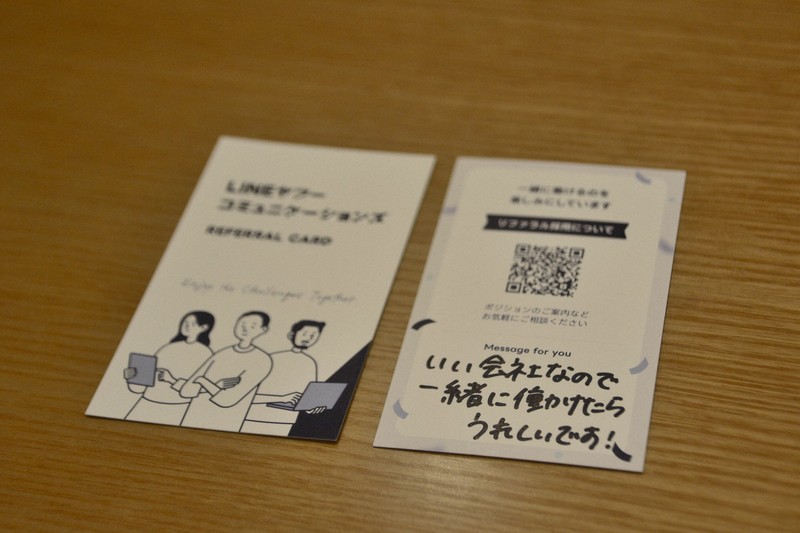 LINEヤフー
コミュニケーションズ
REFERRAL CARD
Enjoy the Challenges Together
一緒に働けるのを
楽しみにしています
リファラル採用について
ポジションのご案内など
お気軽にご相談ください
Message for you
いい会社なので
一緒に働けたら
うれしいです!